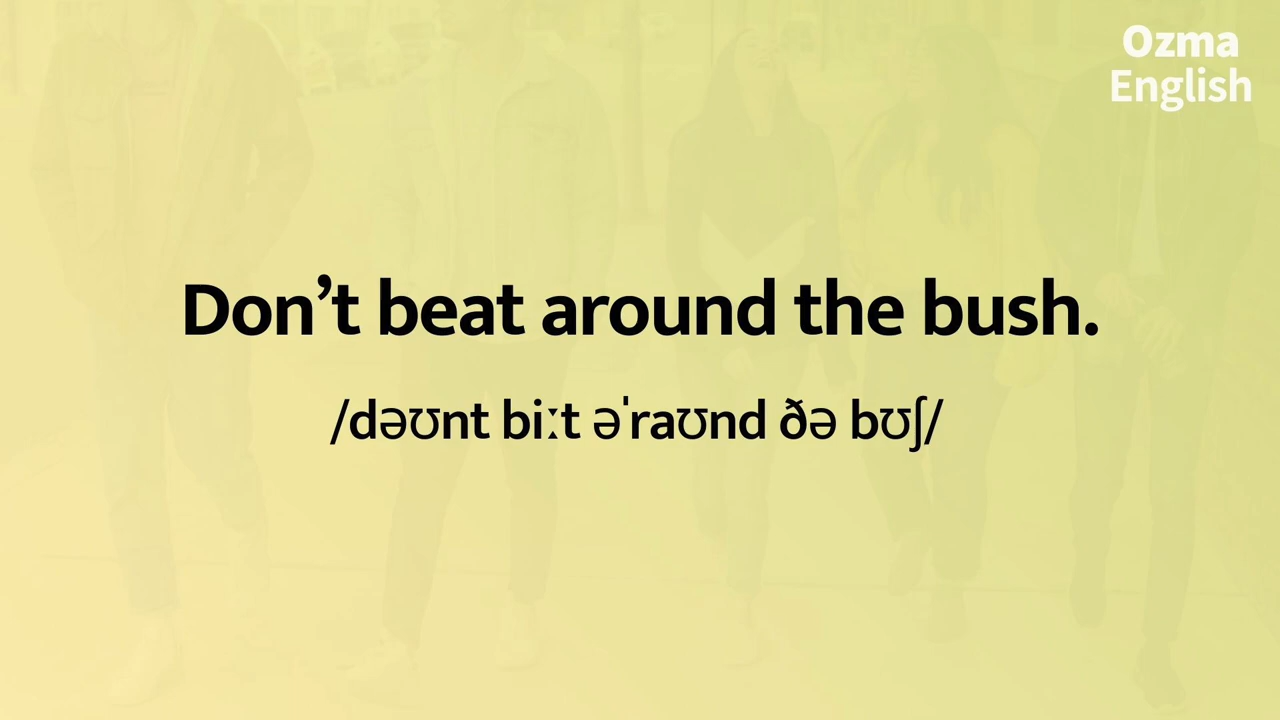 Ozma
English
Don’t beat around the bush.
/dəʊnt biːt əˈraʊnd ðə bʊʃ/